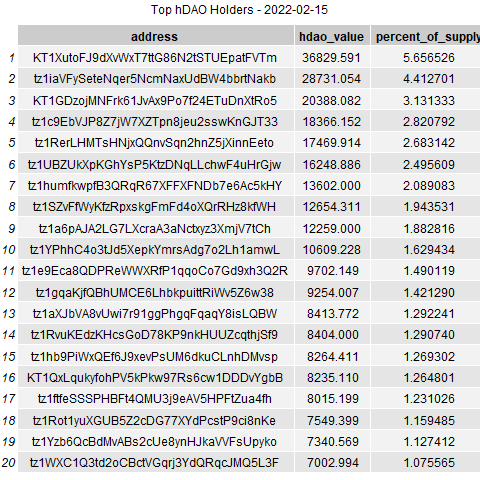 Top hDAO Holders - 2022-02-15
address hdao_value percent_of_supply
1 KT1XutoFJ9dXvWxT7ttG86N2tSTUEpatFVTm 36829.591 5.656526
2 tz1iaVFySeteNqer5NcmNaxUdBW4bbrtNakb 28731.054 4.412701
3 KT1GDzojMNFrk61JvAx9Po7f24ETuDnXtRo5 20388.082 3.131333
4 tz1c9EbVJP8Z7jW7XZTpn8jeu2sswKnGJT33 18366.152 2.820792
5 tz1RerLHMTsHNjxQQnvSqn2hnZ5jXinnEeto 17469.914 2.683142
6 tz1UBZUkXpKGhYsP5KtzDNqLLchwF4uHrGjw 16248.886 2.495609
7 tz1humfkwpfB3QRqR67XFFXFNDb7e6Ac5kHY 13602.000 2.089083
8 tz1SZvFfWyKfzRpxskgFmFd4oXQrRHz8kfWH 12654.311 1.943531
9 tz1a6pAJA2LG7LXcraA3aNctxyz3XmjV7tCh 12259.000 1.882816
10 tz1YPhhC4o3tJd5XepkYmrsAdg7o2Lh1amwL 10609.228 1.629434
11 tz1e9Eca8QDPReWWXRfP1qqoCo7Gd9xh3Q2R 9702.149 1.490119
12 tz1gqaKjfQBhUMCE6LhbkpuittRiWv5Z6w38 9254.007 1.421290
13 tz1aXJbVA8vUwi7r91ggPhgqFqaqY8isLQBW 8413.772 1.292241
14 tz1RvuKEdzKHcsGoD78KP9nkHUUZcqthjSf9 8404.000 1.290740
15 tz1hb9PiWxQEf6J9xevPsUM6dkuCLnhDMvsp 8264.411 1.269302
16 KT1QxLqukyfohPV5kPkw97Rs6cw1DDDvYgbB 8235.110 1.264801
17 tz1ftfeSSSPHBFt4QMU3j9eAV5HPFtZua4fh 8015.199 1.231026
18 tz1Rot1yuXGUB5Z2cDG77XYdPcstP9ci8nKe 7549.399 1.159485
19 tz1Yzb6QcBdMvABs2cUe8ynHJkaVVFsUpyko 7340.569 1.127412
20 tz1WXC1Q3td2oCBctVGqrj3YdQRqcJMQ5L3F 7002.994 1.075565